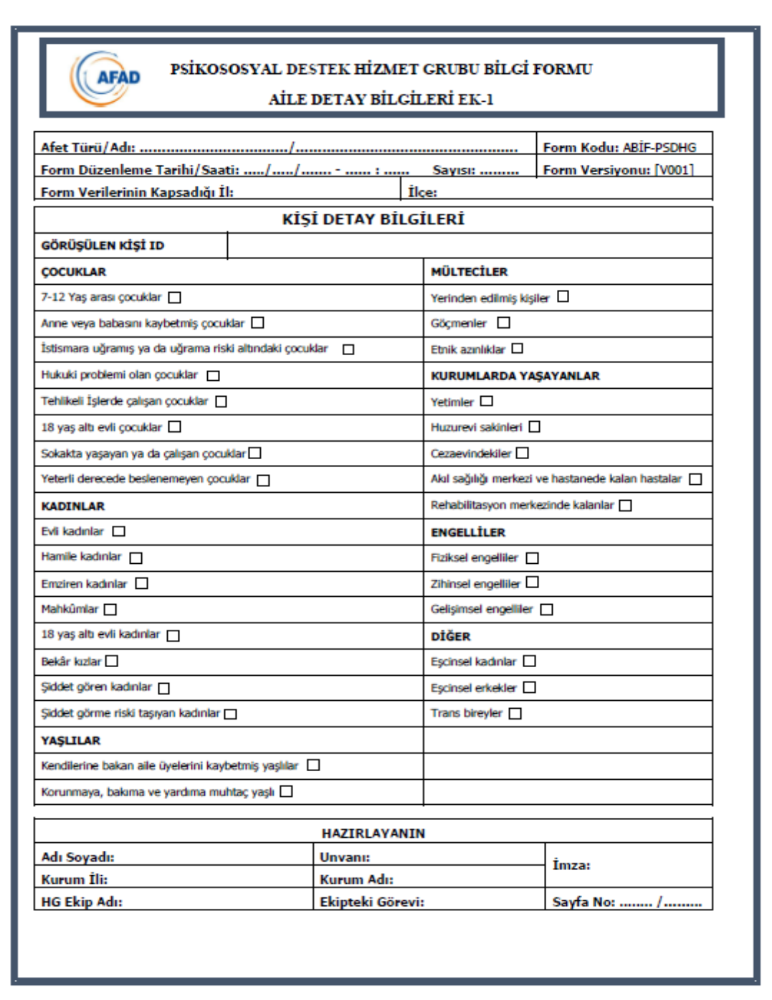 AFAD
PSİKOSOSYAL DESTEK HİZMET GRUBU BİLGİ FORMU
AİLE DETAY BİLGİLERİ EK-1
Afet Türü/Adı: ................................../................................................... Form Kodu: ABİF-PSDHG
Form Düzenleme Tarihi/Saati: ...../...../....... - ...... : ...... Sayısı: ......... Form Versiyonu: [V001]
Form Verilerinin Kapsadığı İl: İlçe:
KİŞİ DETAY BİLGİLERİ
GÖRÜŞÜLEN KİŞİ ID
ÇOCUKLAR
7-12 Yaş arası çocuklar
Anne veya babasını kaybetmiş çocuklar
İstismara uğramış ya da uğrama riski altındaki çocuklar
Hukuki problemi olan çocuklar
Tehlikeli İşlerde çalışan çocuklar
18 yaş altı evli çocuklar
Sokakta yaşayan ya da çalışan çocuklar
Yeterli derecede beslenemeyen çocuklar
KADINLAR
Evli kadınlar
Hamile kadınlar
Emziren kadınlar
Mahkûmlar
18 yaş altı evli kadınlar
Bekâr kızlar
Şiddet gören kadınlar
Şiddet görme riski taşıyan kadınlar
YAŞLILAR
Kendilerine bakan aile üyelerini kaybetmiş yaşlılar
Korunmaya, bakıma ve yardıma muhtaç yaşlı
MÜLTECİLER
Yerinden edilmiş kişiler
Göçmenler
Etnik azınlıklar
KURUMLARDA YAŞAYANLAR
Yetimler
Huzurevi sakinleri
Cezaevindekiler
Akıl sağılığı merkezi ve hastanede kalan hastalar
Rehabilitasyon merkezinde kalanlar
ENGELLİLER
Fiziksel engelliler
Zihinsel engelliler
Gelişimsel engelliler
DİĞER
Eşcinsel kadınlar
Eşcinsel erkekler
Trans bireyler
HAZIRLAYANIN
Adı Soyadı: Unvanı: İmza:
Kurum İli: Kurum Adı:
HG Ekip Adı: Ekipteki Görevi: Sayfa No: ........ /.........